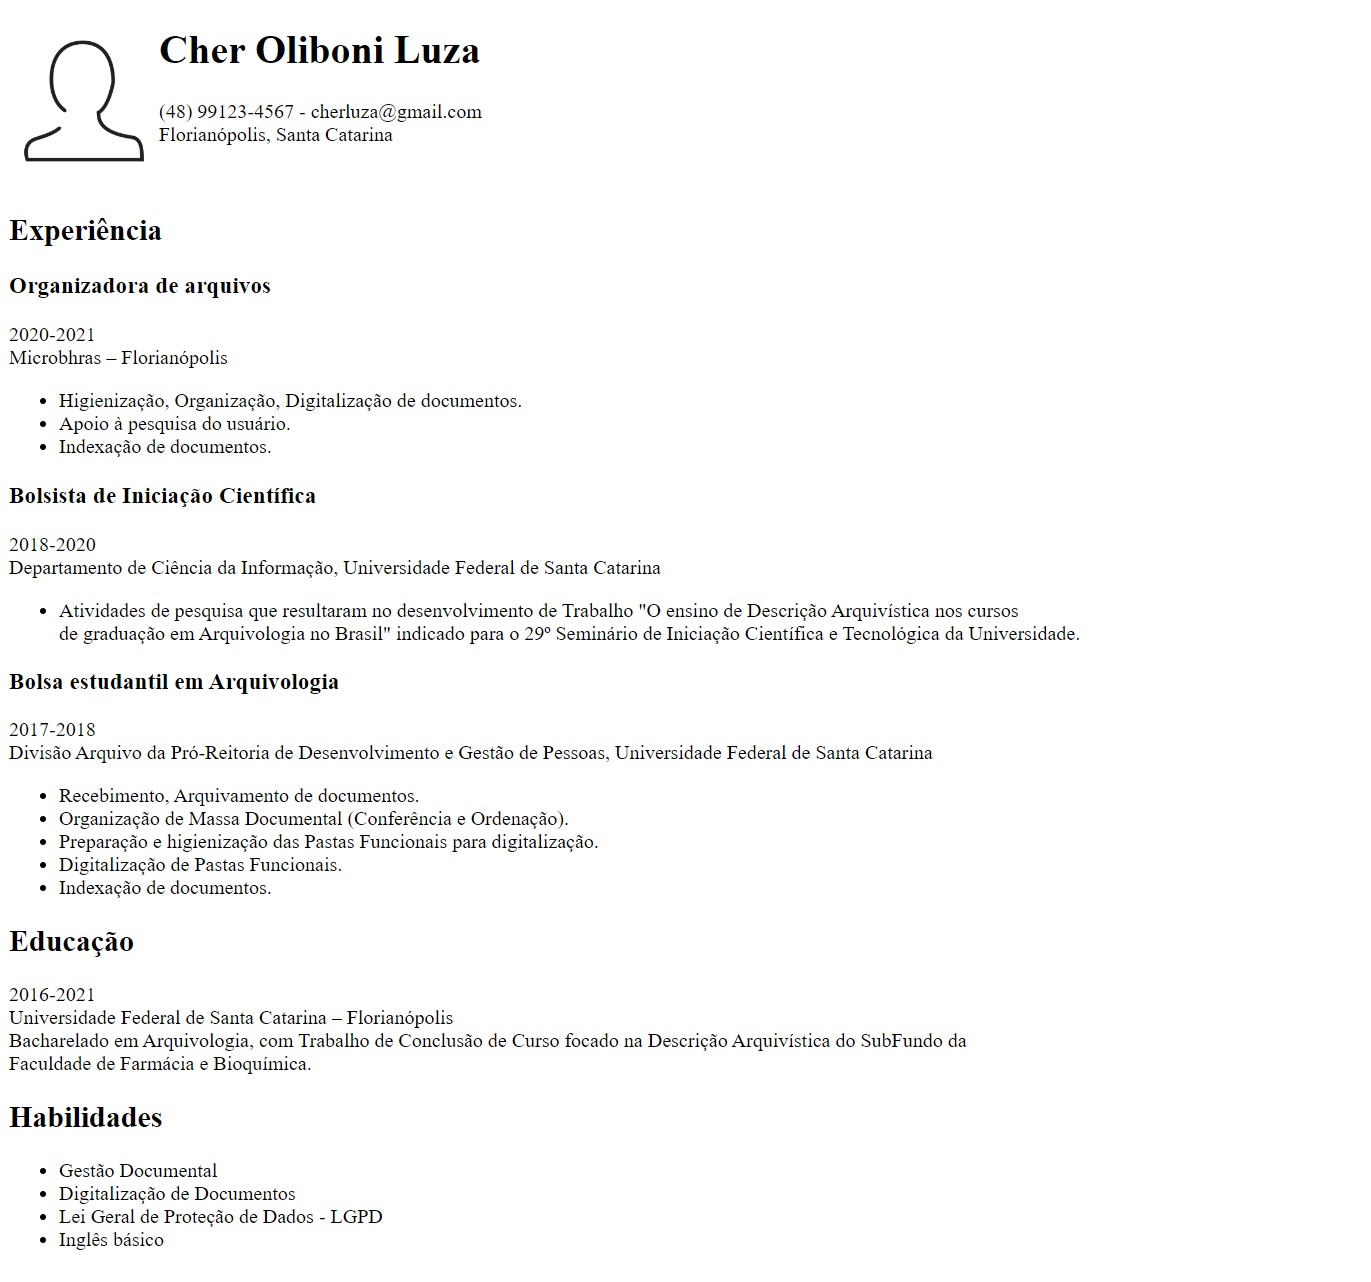 Cher Oliboni Luza
(48) 99123-4567 - cherluza@gmail.com
Florianópolis, Santa Catarina
Experiência
Organizadora de arquivos
2020-2021
Microbhras – Florianópolis
• Higienização, Organização, Digitalização de documentos.
• Apoio à pesquisa do usuário.
• Indexação de documentos.
Bolsista de Iniciação Científica
2018-2020
Departamento de Ciência da Informação, Universidade Federal de Santa Catarina
• Atividades de pesquisa que resultaram no desenvolvimento de Trabalho "O ensino de Descrição Arquivística nos cursos
de graduação em Arquivologia no Brasil" indicado para o 29º Seminário de Iniciação Científica e Tecnológica da Universidade.
Bolsa estudantil em Arquivologia
2017-2018
Divisão Arquivo da Pró-Reitoria de Desenvolvimento e Gestão de Pessoas, Universidade Federal de Santa Catarina
• Recebimento, Arquivamento de documentos.
• Organização de Massa Documental (Conferência e Ordenação).
• Preparação e higienização das Pastas Funcionais para digitalização.
• Digitalização de Pastas Funcionais.
• Indexação de documentos.
Educação
2016-2021
Universidade Federal de Santa Catarina – Florianópolis
Bacharelado em Arquivologia, com Trabalho de Conclusão de Curso focado na Descrição Arquivística do SubFundo da
Faculdade de Farmácia e Bioquímica.
Habilidades
• Gestão Documental
• Digitalização de Documentos
• Lei Geral de Proteção de Dados - LGPD
• Inglês básico